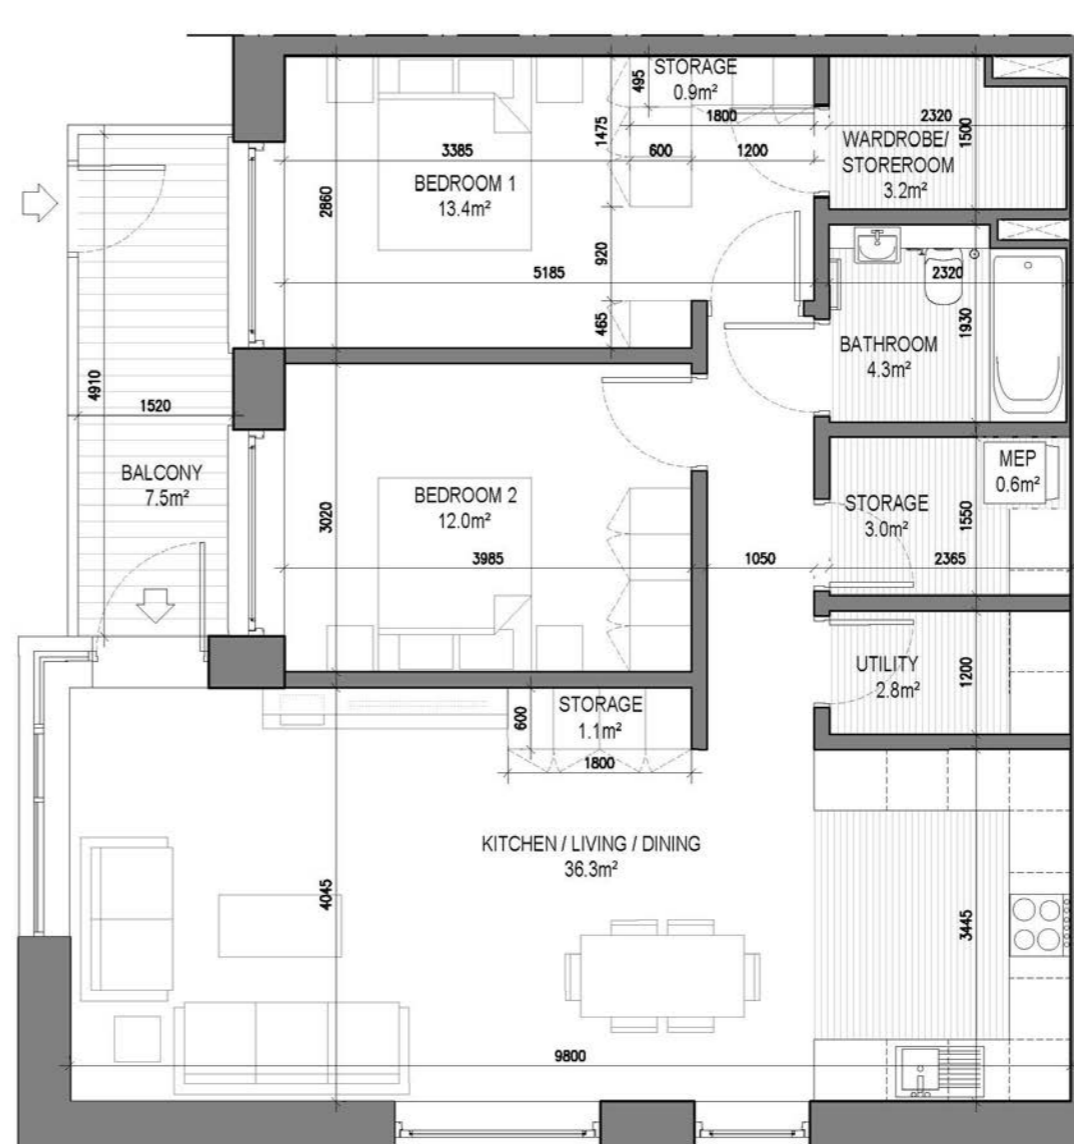 STORAGE
0.9m²
495
1800
2320
1475
1500
WARDROBE/
STOREROOM
3.2m²
3385
600
1200
BEDROOM 1
13.4m²
2860
920
5185
2320
465
1930
BATHROOM
4.3m²
4910
1520
BALCONY
7.5m²
MEP
0.6m²
BEDROOM 2
12.0m²
STORAGE
3.0m²
3020
1550
3985
1050
2365
UTILITY
2.8m²
1200
STORAGE
1.1m²
600
1800
KITCHEN / LIVING / DINING
36.3m²
4045
3445
9800